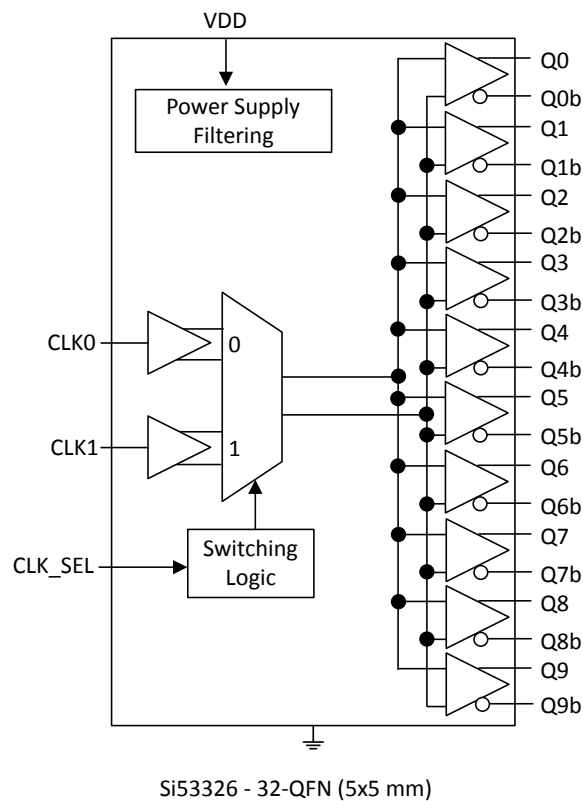 VDD
Power Supply
Filtering
CLK0
0
CLK1
1
CLK_SEL
Switching
Logic
Q0
Q0b
Q1
Q1b
Q2
Q2b
Q3
Q3b
Q4
Q4b
Q5
Q5b
Q6
Q6b
Q7
Q7b
Q8
Q8b
Q9
Q9b
Si53326 - 32-QFN (5x5 mm)